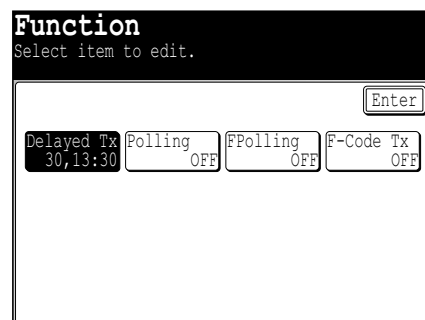 Function
Select item to edit.
Enter
Delayed Tx Polling FPolling F-Code Tx
30,13:30 OFF OFF OFF